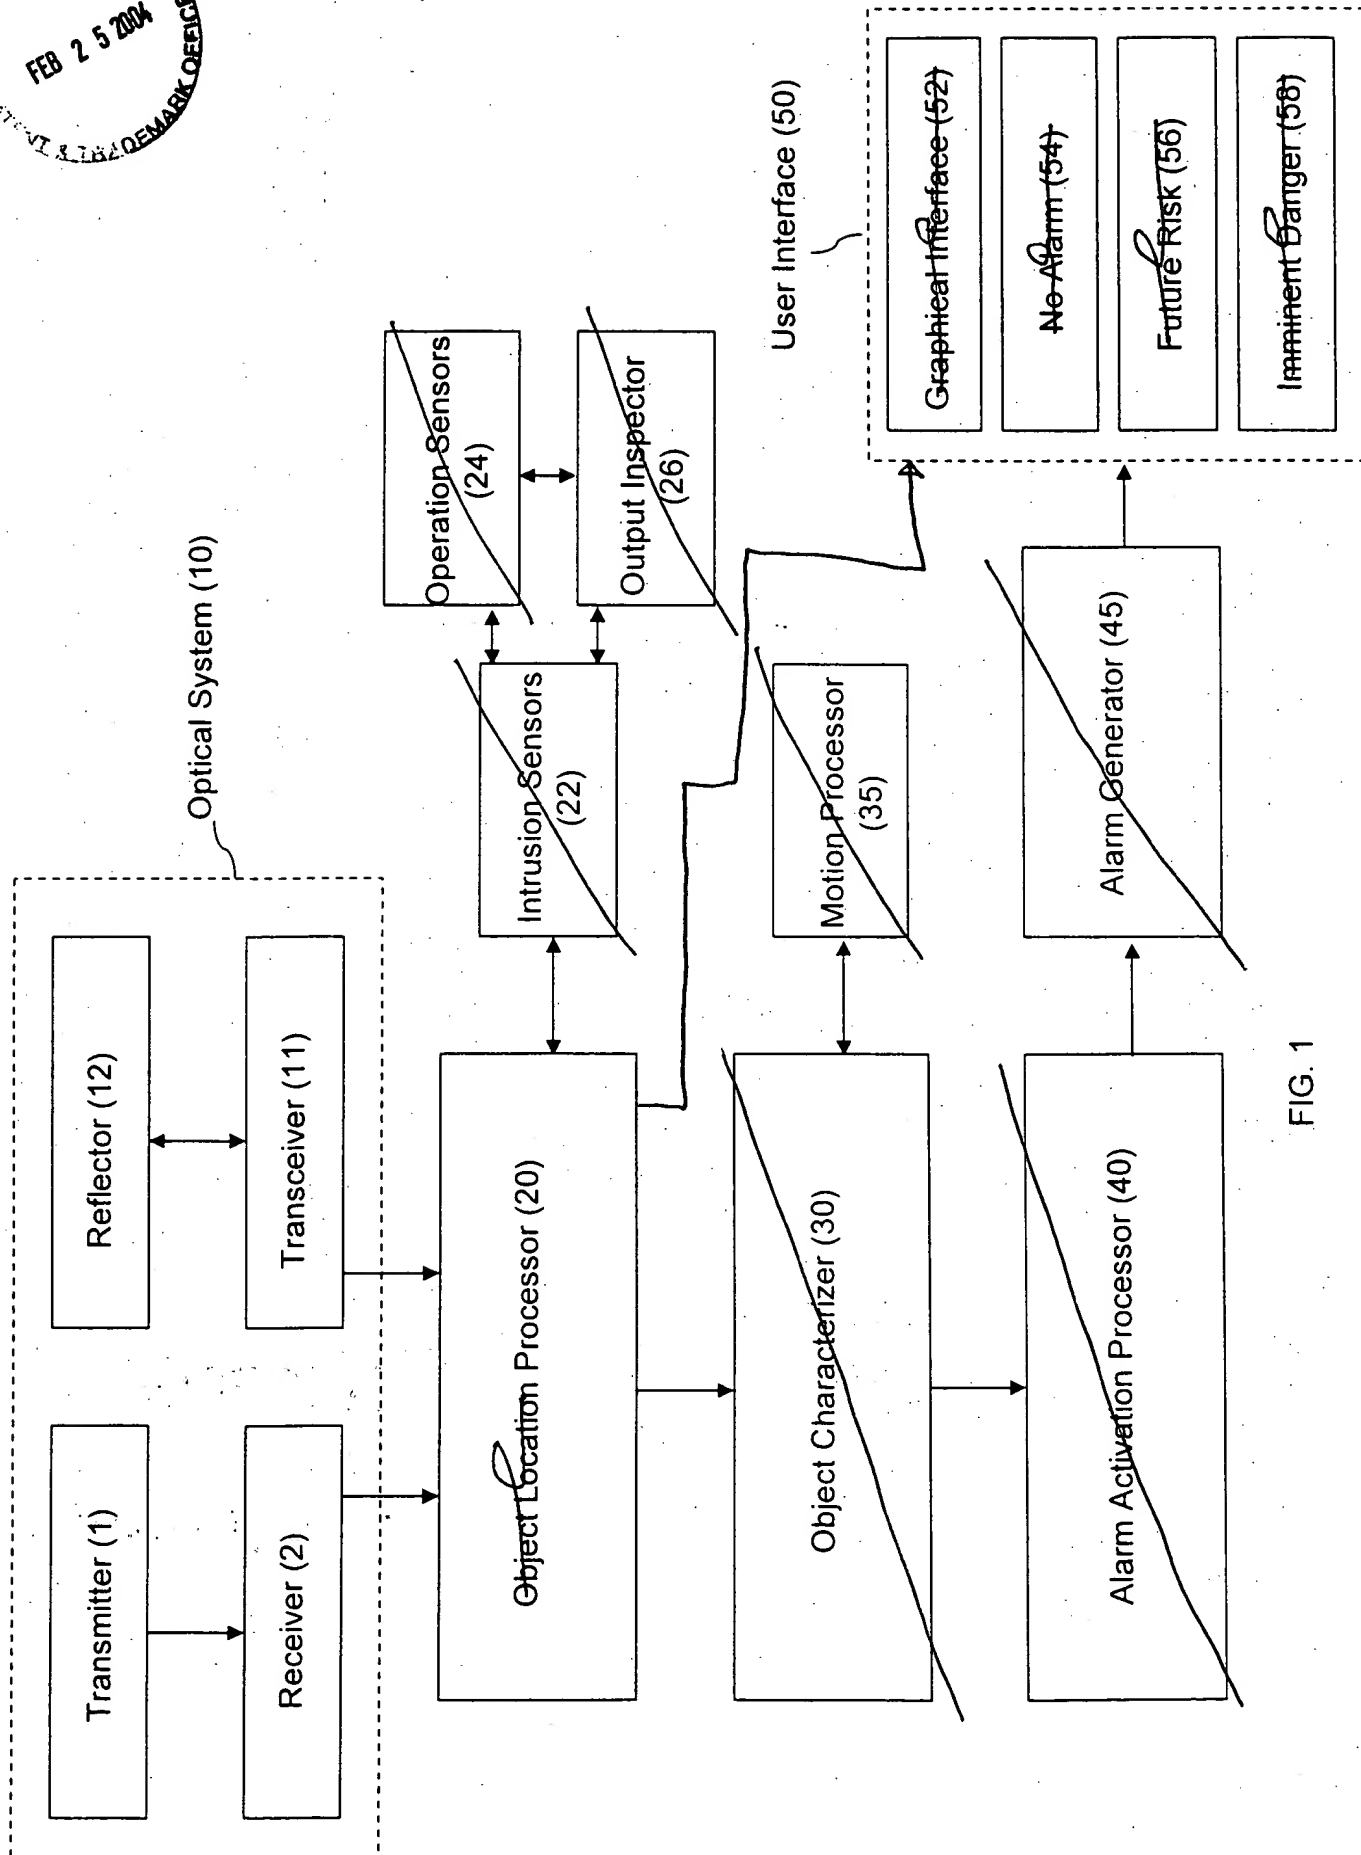 FEB 2 5 2004
TRADEMARK OFFICE
Optical System (10)
Transmitter (1)
Reflector (12)
Receiver (2)
Transceiver (11)
Object Location Processor (20)
Intrusion Sensors
(22)
Operation Sensors
(24)
Output Inspector
(26)
Object Characterizer (30)
Motion Processor
(35)
Alarm Activation Processor (40)
Alarm Generator (45)
User Interface (50)
Graphical Interface (52)
No Alarm (54)
Future Risk (56)
Imminent Danger (58)
FIG. 1